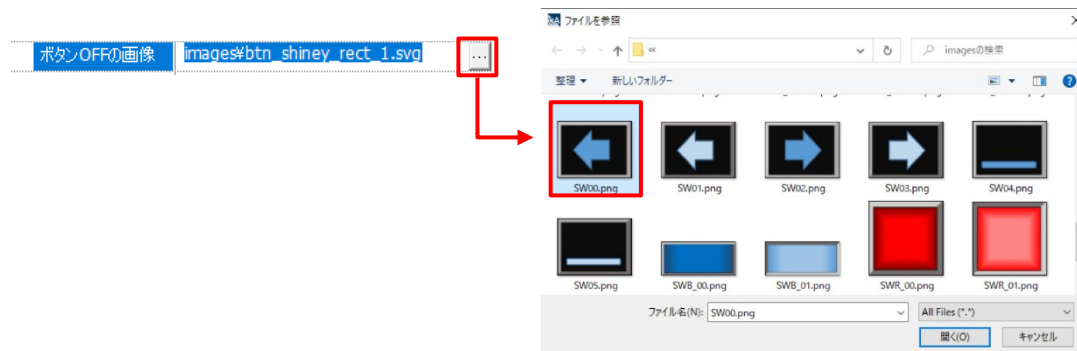 ボタンOFFの画像 images¥btn_shiney_rect_1.svg ...
ファイルを参照
«
imagesの検索
整理 新しいフォルダー
SW00.png SW01.png SW02.png SW03.png SW04.png
SW05.png SWB_00.png SWB_01.png SWR_00.png SWR_01.png
ファイル名(N): SW00.png All Files (*.*)
開く(O) キャンセル